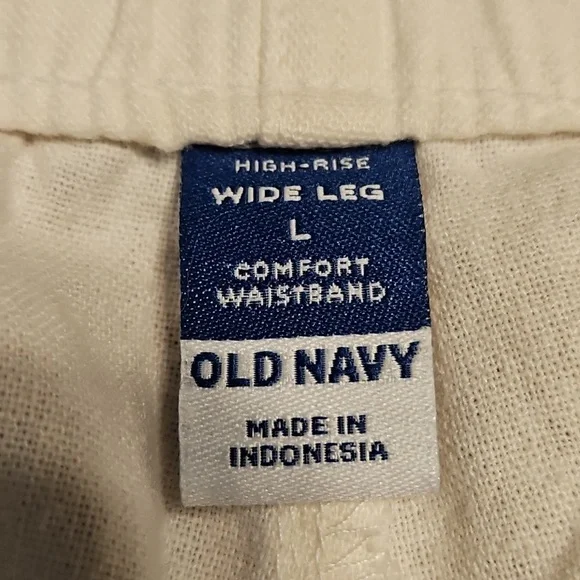 HIGH-RISE
WIDE LEG
L
COMFORT
WAISTBAND
OLD NAVY
MADE IN
INDONESIA